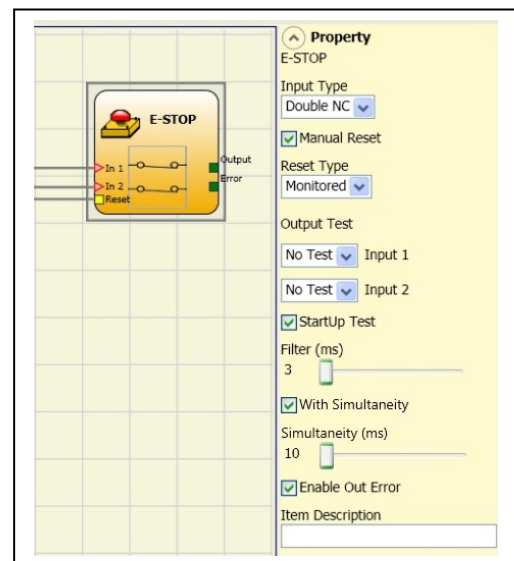 E-STOP
In 1
In 2
Reset
Output
Error
Property
E-STOP
Input Type
Double NC
Manual Reset
Reset Type
Monitored
Output Test
No Test Input 1
No Test Input 2
StartUp Test
Filter (ms)
3
With Simultaneity
Simultaneity (ms)
10
Enable Out Error
Item Description